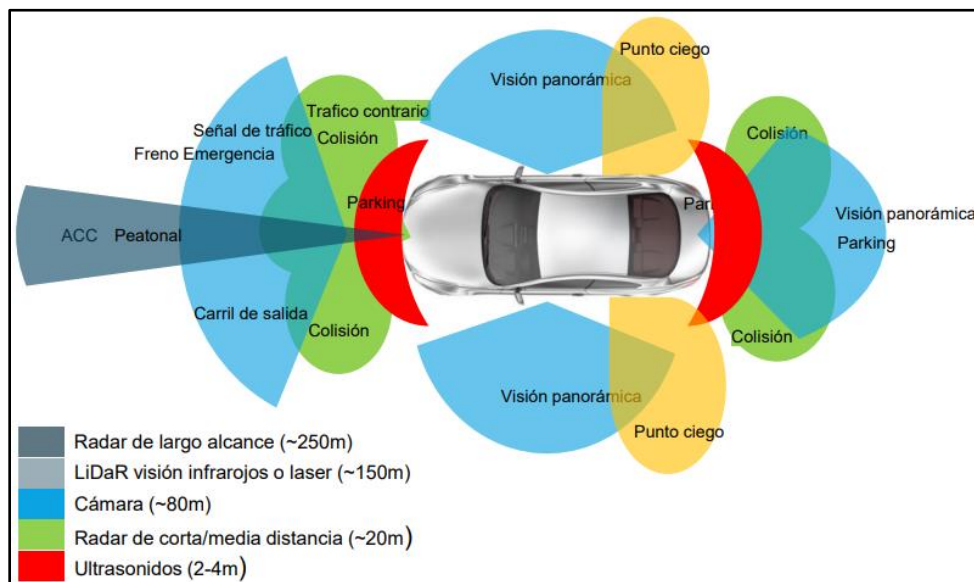 Punto ciego
Visión panorámica
Trafico contrario
Colisión
Señal de tráfico
Freno Emergencia
Colisión
Parking
Visión panorámica
Parking
ACC Peatonal
Carril de salida
Colisión
Colisión
Visión panorámica
Punto ciego
Radar de largo alcance (~250m)
LiDaR visión infrarojos o laser (~150m)
Cámara (~80m)
Radar de corta/media distancia (~20m)
Ultrasonidos (2-4m)